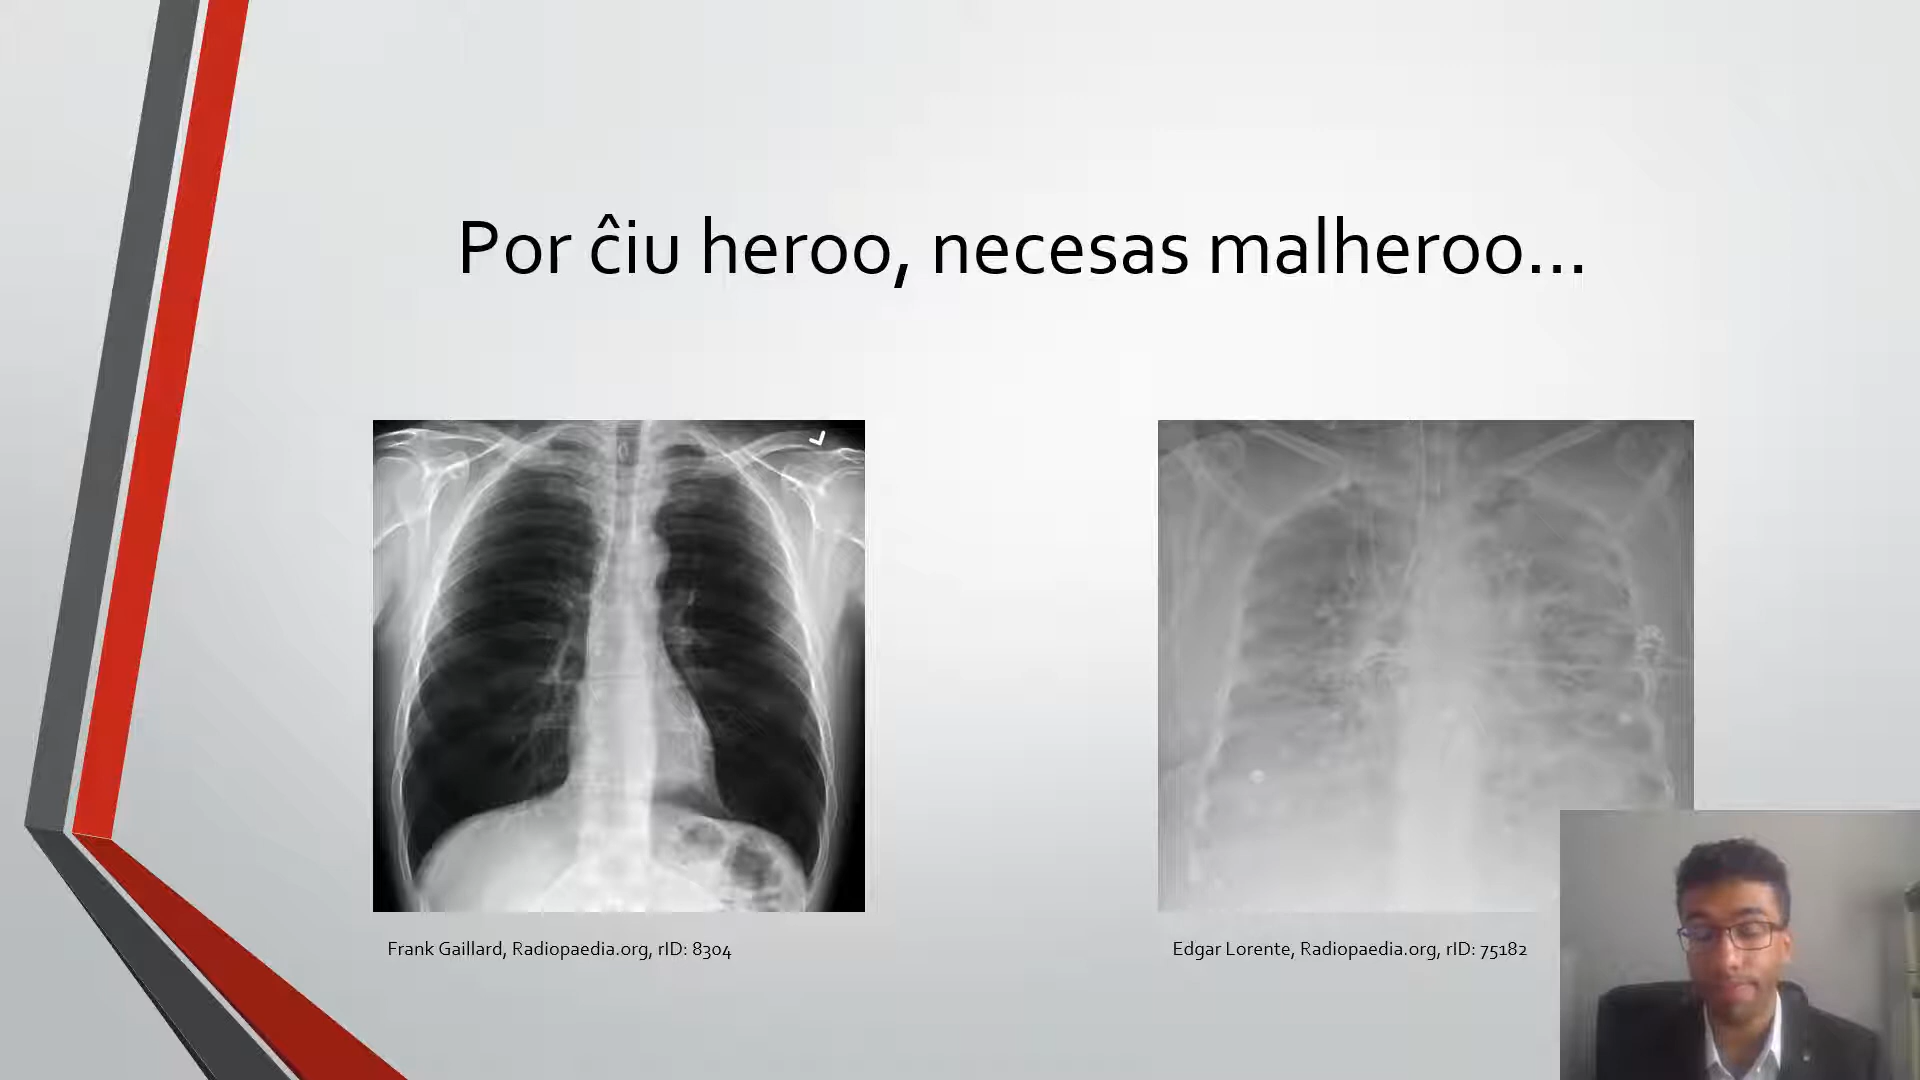 Por ĉiu heroo, necesas malheroo...
Frank Gaillard, Radiopaedia.org, rID: 8304
Edgar Lorente, Radiopaedia.org, rID: 75182